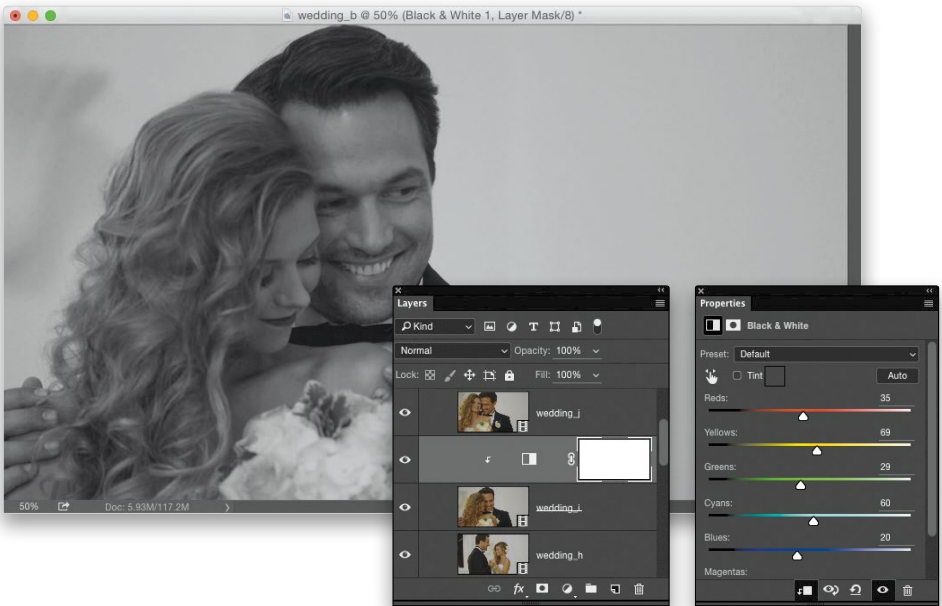 wedding_b @ 50% (Black & White 1, Layer Mask/8) *
50% Doc: 5.93M/117.2M
Layers
Kind
Normal Opacity: 100%
Lock: Fill: 100%
wedding_j
wedding_i
wedding_h
fx
Properties
Black & White
Preset: Default
Tint Auto
Reds: 35
Yellows: 69
Greens: 29
Cyans: 60
Blues: 20
Magentas: